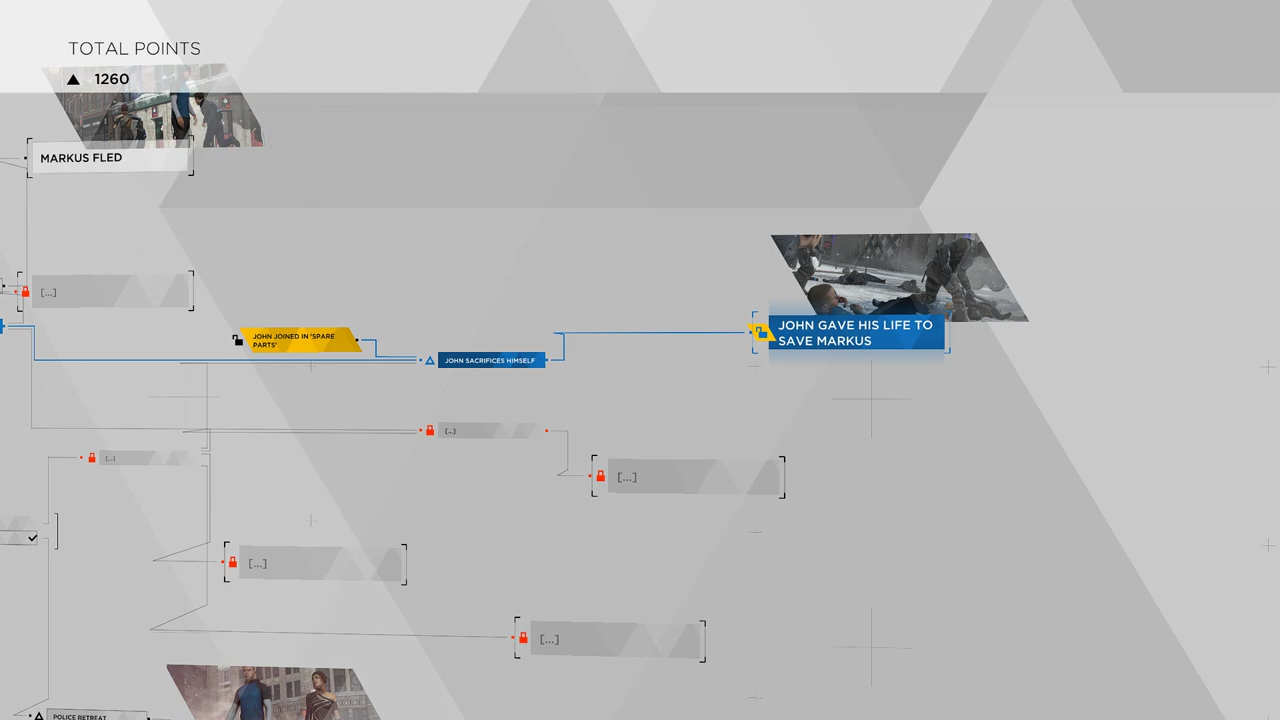 TOTAL POINTS
1260
MARKUS FLED
[...]
JOHN JOINED IN 'SPARE
PARTS'
JOHN SACRIFICES HIMSELF
JOHN GAVE HIS LIFE TO
SAVE MARKUS
[...]
[...]
[...]
[...]
[...]
POLICE RETREAT